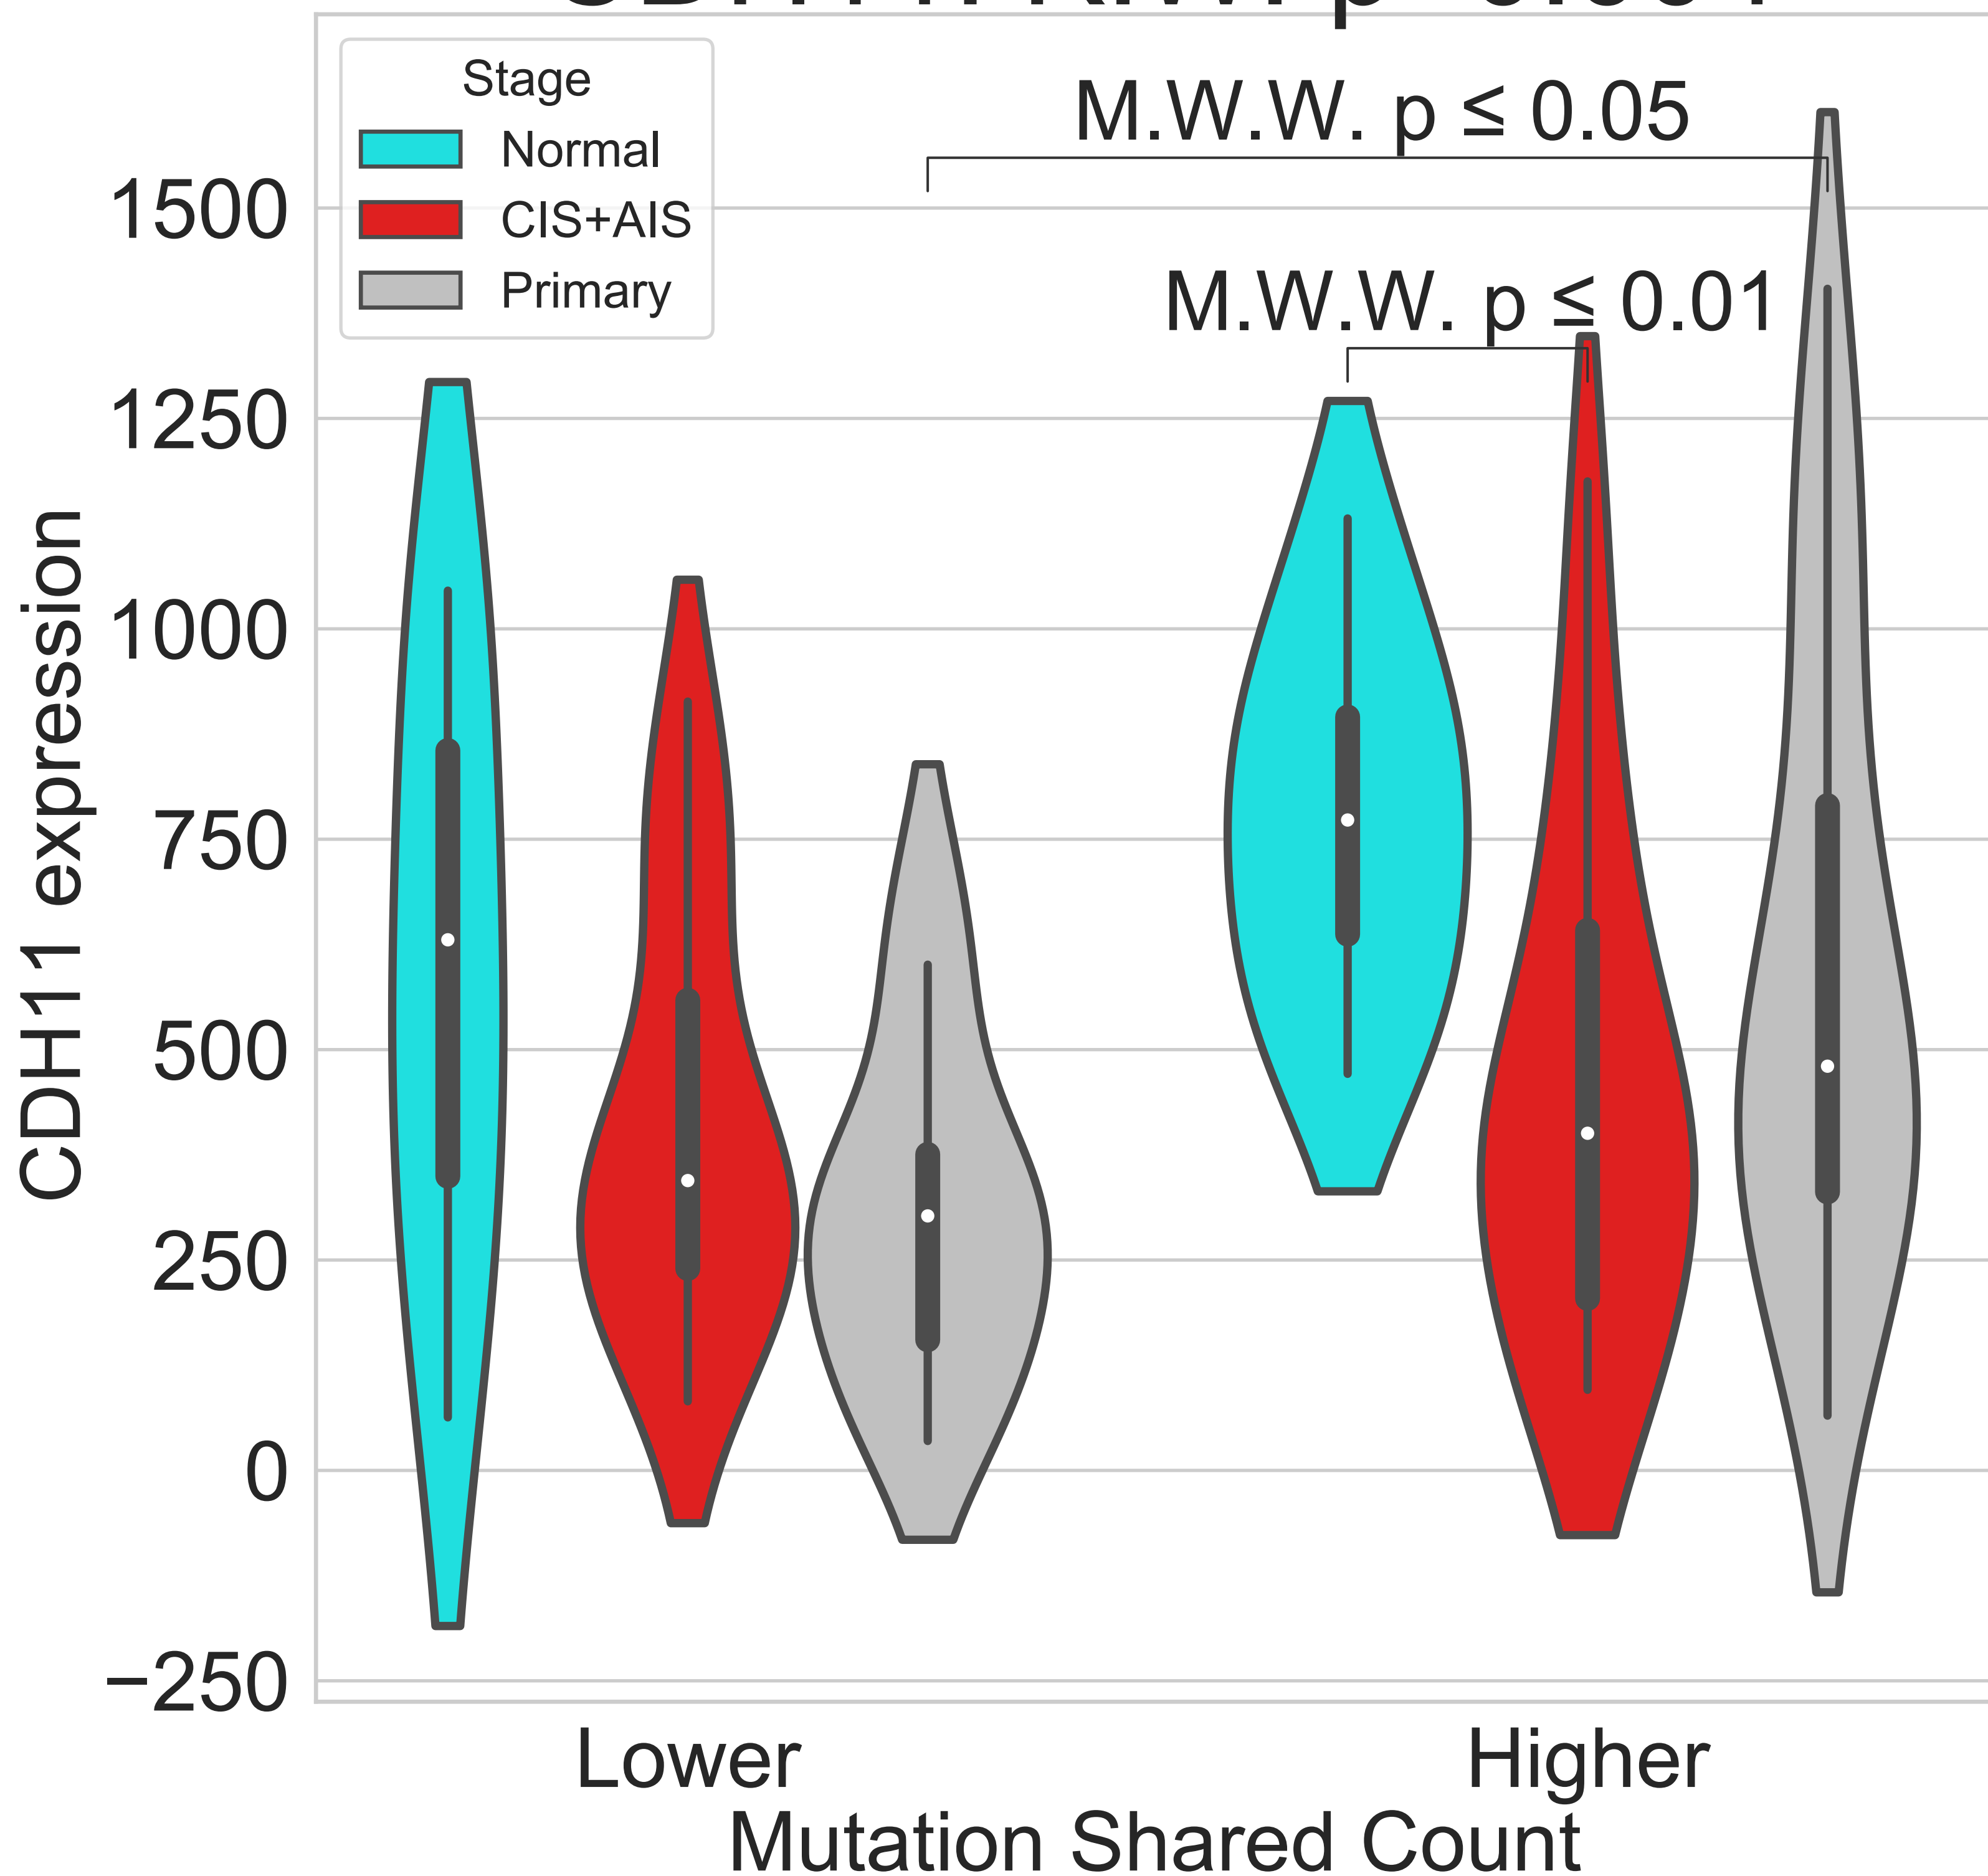 Stage
Normal
CIS+AIS
Primary
M.W.W. p ≤ 0.05
M.W.W. p ≤ 0.01
1500
1250
1000
750
500
250
0
−250
CDH11 expression
Lower
Higher
Mutation Shared Count